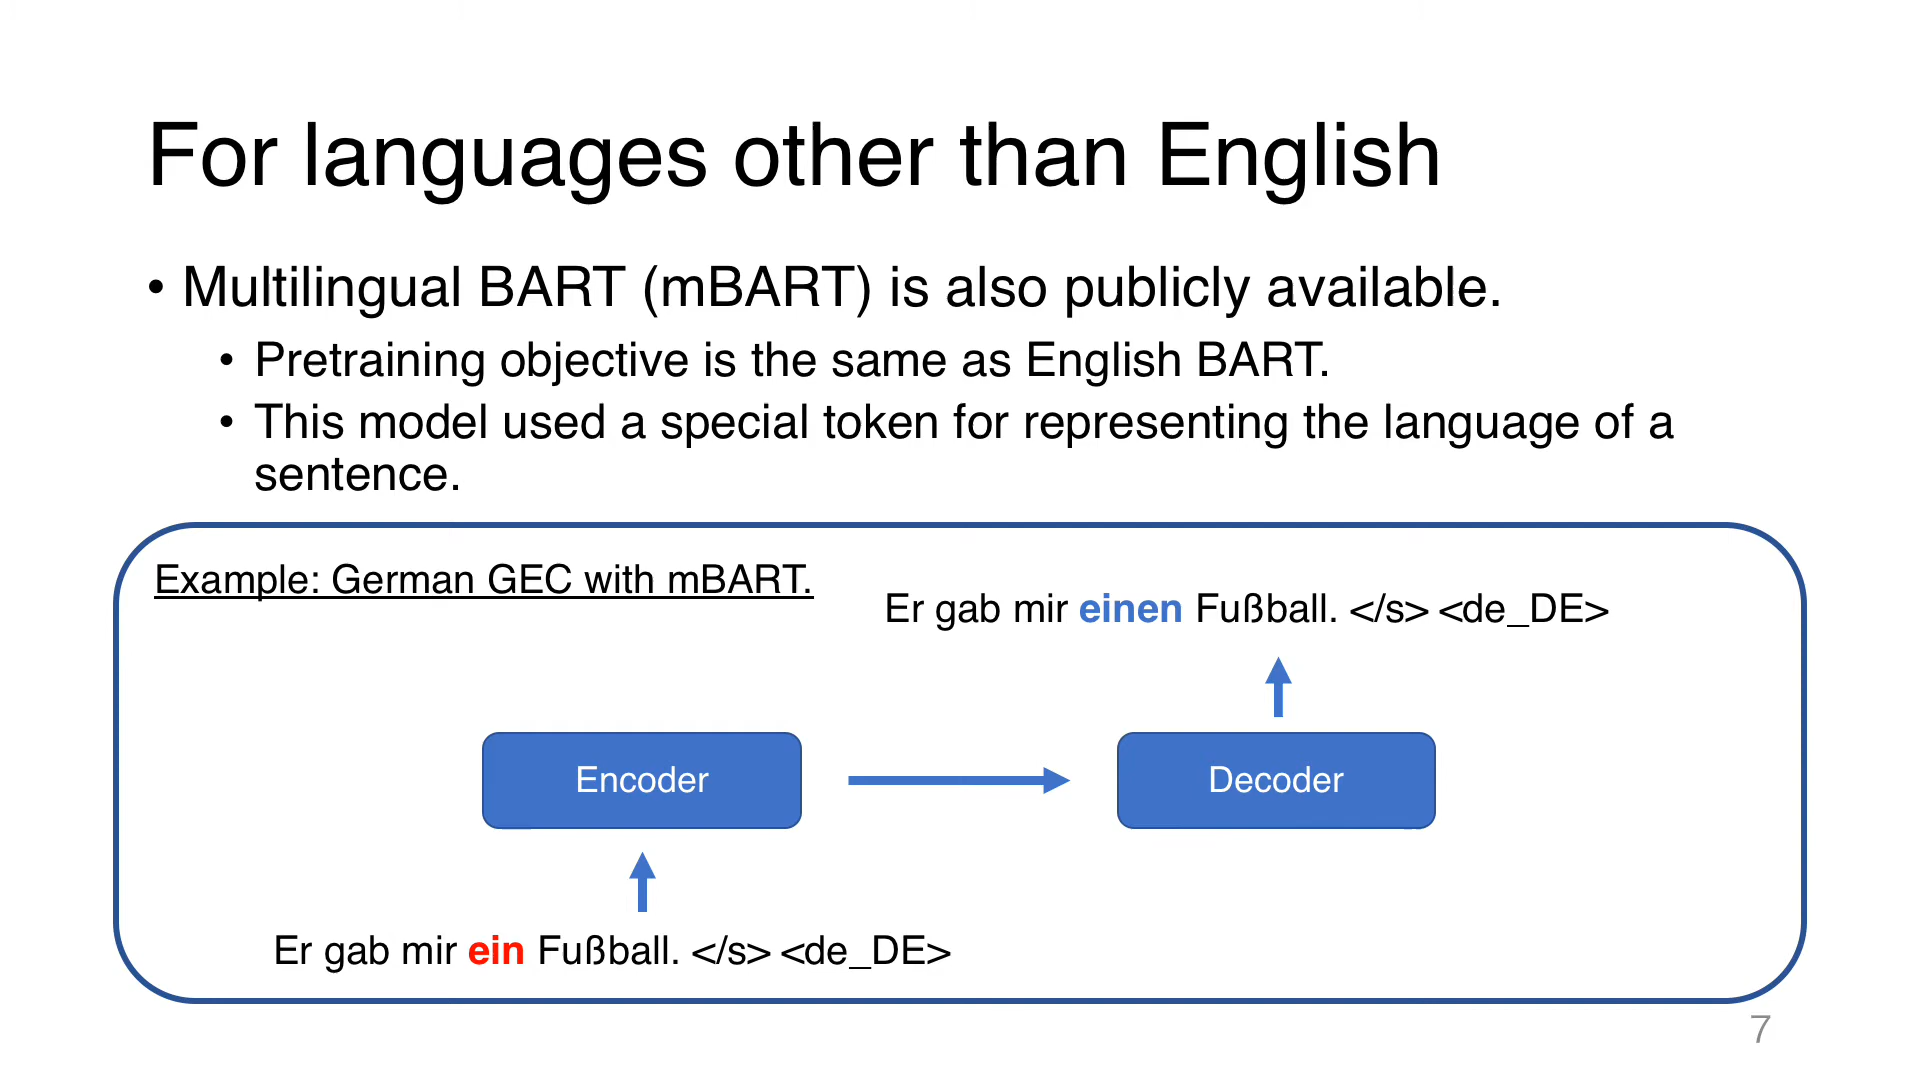 For languages other than English
• Multilingual BART (mBART) is also publicly available.
• Pretraining objective is the same as English BART.
• This model used a special token for representing the language of a
sentence.
Example: German GEC with mBART.
Er gab mir einen Fußball. </s> <de_DE>
Encoder
Decoder
Er gab mir ein Fußball. </s> <de_DE>
7